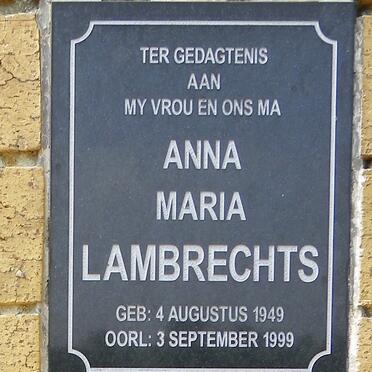 TER GEDAGTENIS
AAN
MY VROU EN ONS MA
ANNA
MARIA
LAMBRECHTS
GEB: 4 AUGUSTUS 1949
OORL: 3 SEPTEMBER 1999